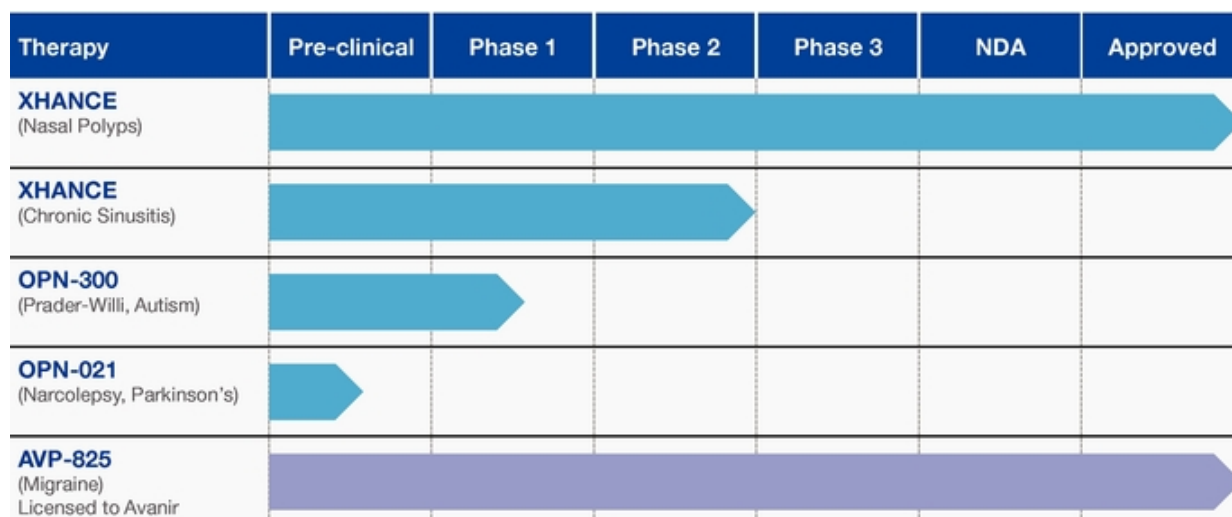 Therapy Pre-clinical Phase 1 Phase 2 Phase 3 NDA Approved
XHANCE
(Nasal Polyps)
XHANCE
(Chronic Sinusitis)
OPN-300
(Prader-Willi, Autism)
OPN-021
(Narcolepsy, Parkinson's)
AVP-825
(Migraine)
Licensed to Avanir